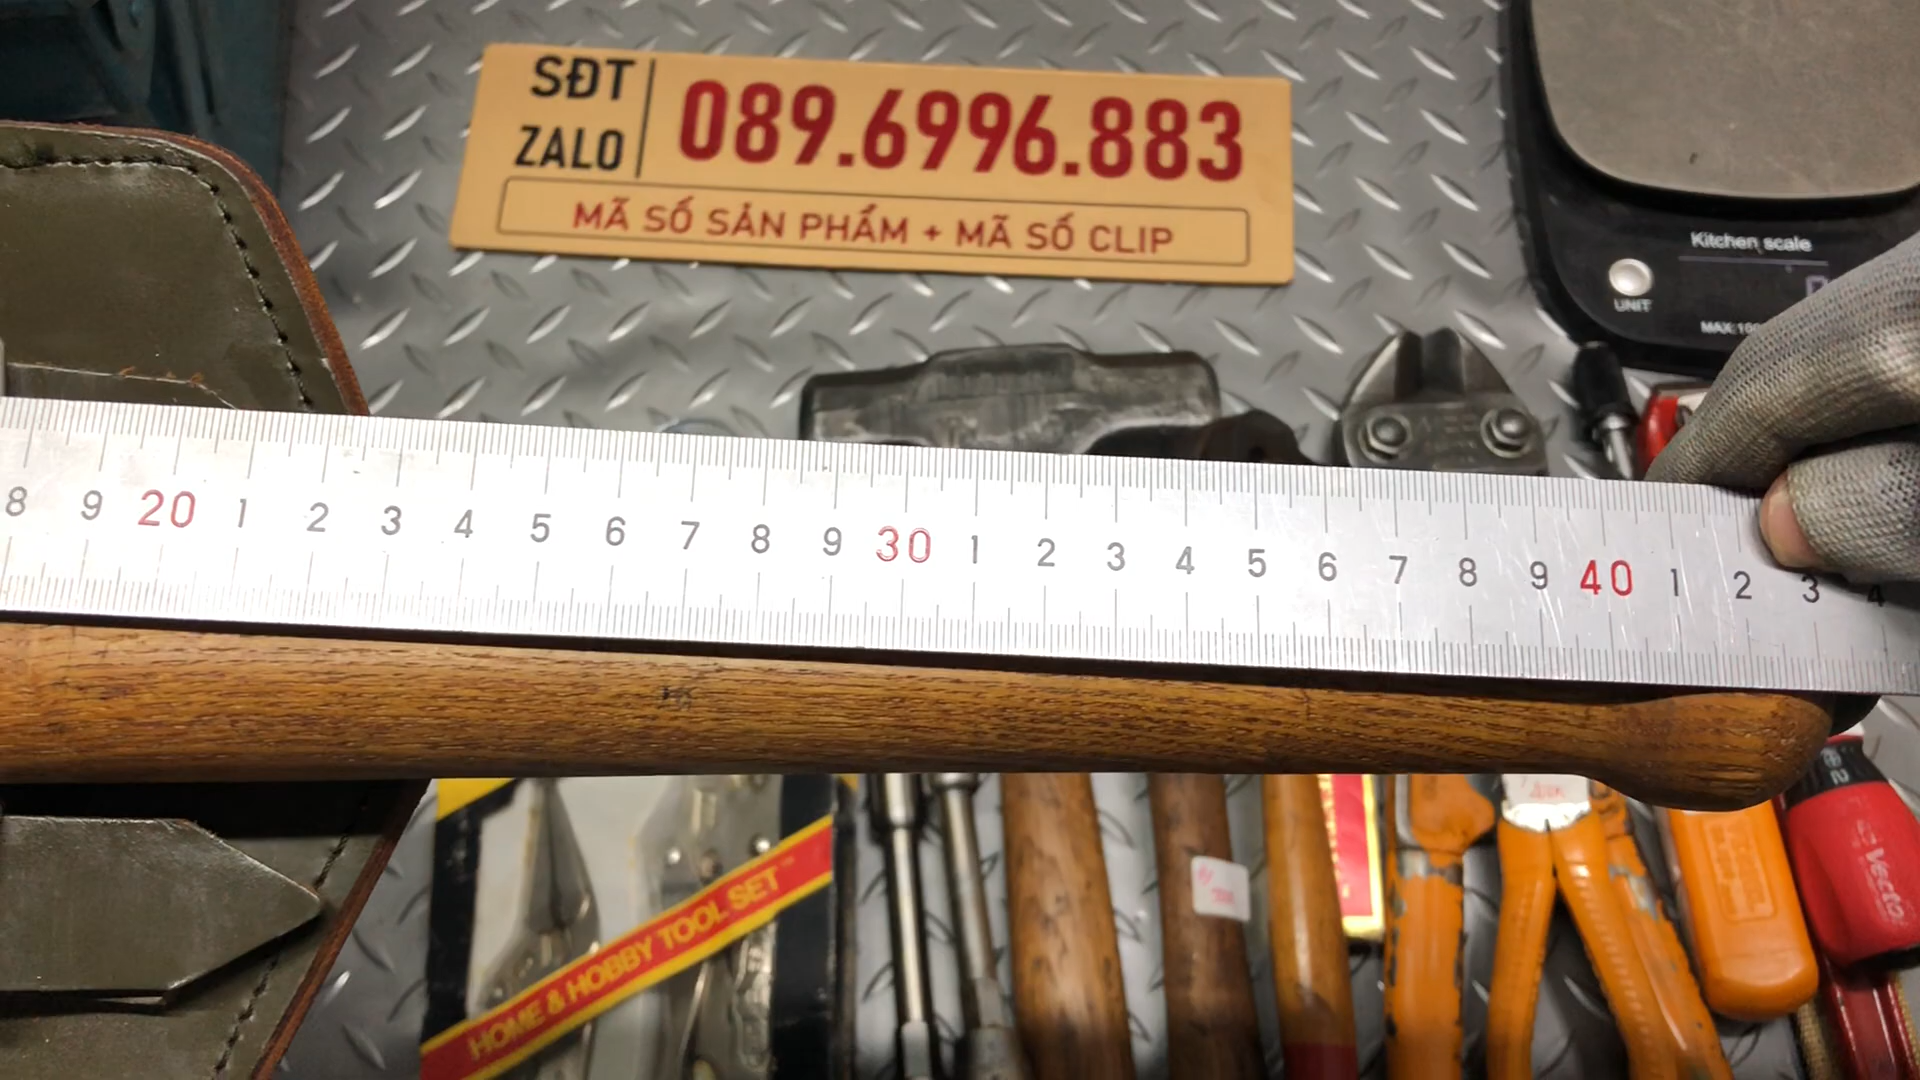 SĐT
ZALO
089.6996.883
MÃ SỐ SẢN PHẨM + MÃ SỐ CLIP
Kitchen scale
UNIT
8 9 20 1 2 3 4 5 6 7 8 9 30 1 2 3 4 5 6 7 8 9 40 1 2 3 4
HOME & HOBBY TOOL SET
2